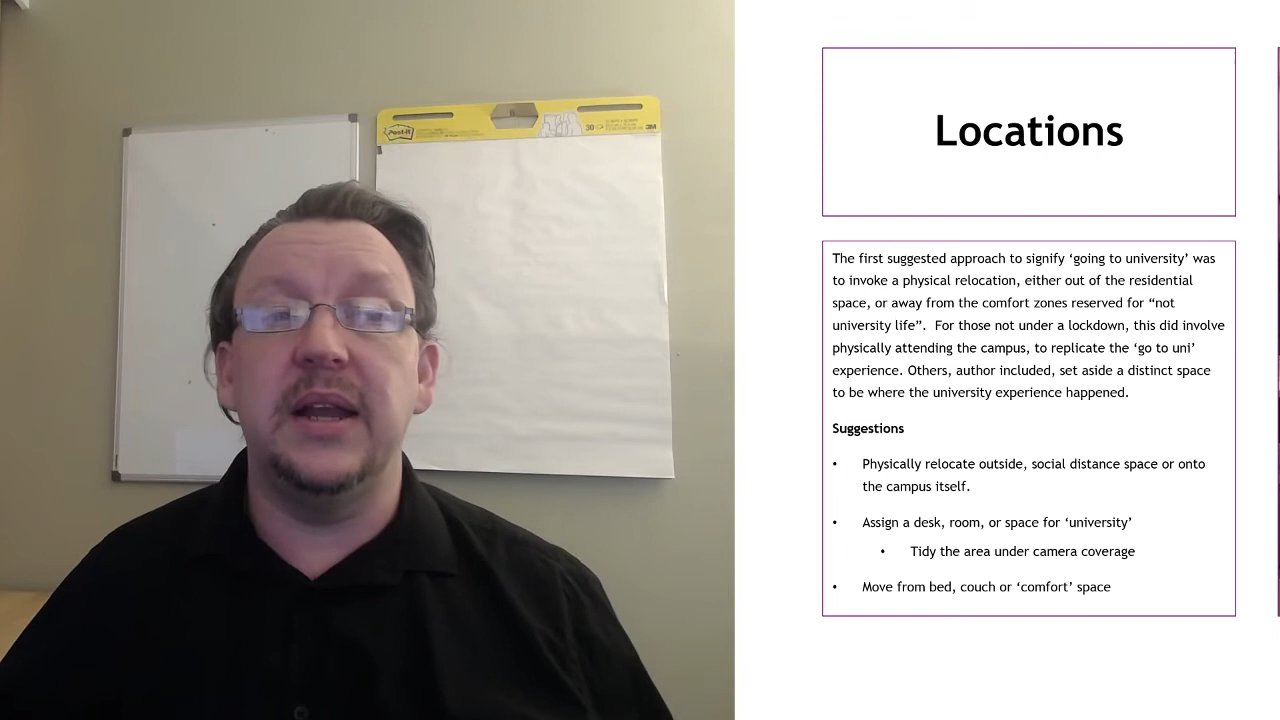 Post-it
30
3M
Locations
The first suggested approach to signify ‘going to university’ was
to invoke a physical relocation, either out of the residential
space, or away from the comfort zones reserved for “not
university life”.  For those not under a lockdown, this did involve
physically attending the campus, to replicate the ‘go to uni’
experience. Others, author included, set aside a distinct space
to be where the university experience happened.
Suggestions
• Physically relocate outside, social distance space or onto
the campus itself.
• Assign a desk, room, or space for ‘university’
• Tidy the area under camera coverage
• Move from bed, couch or ‘comfort’ space